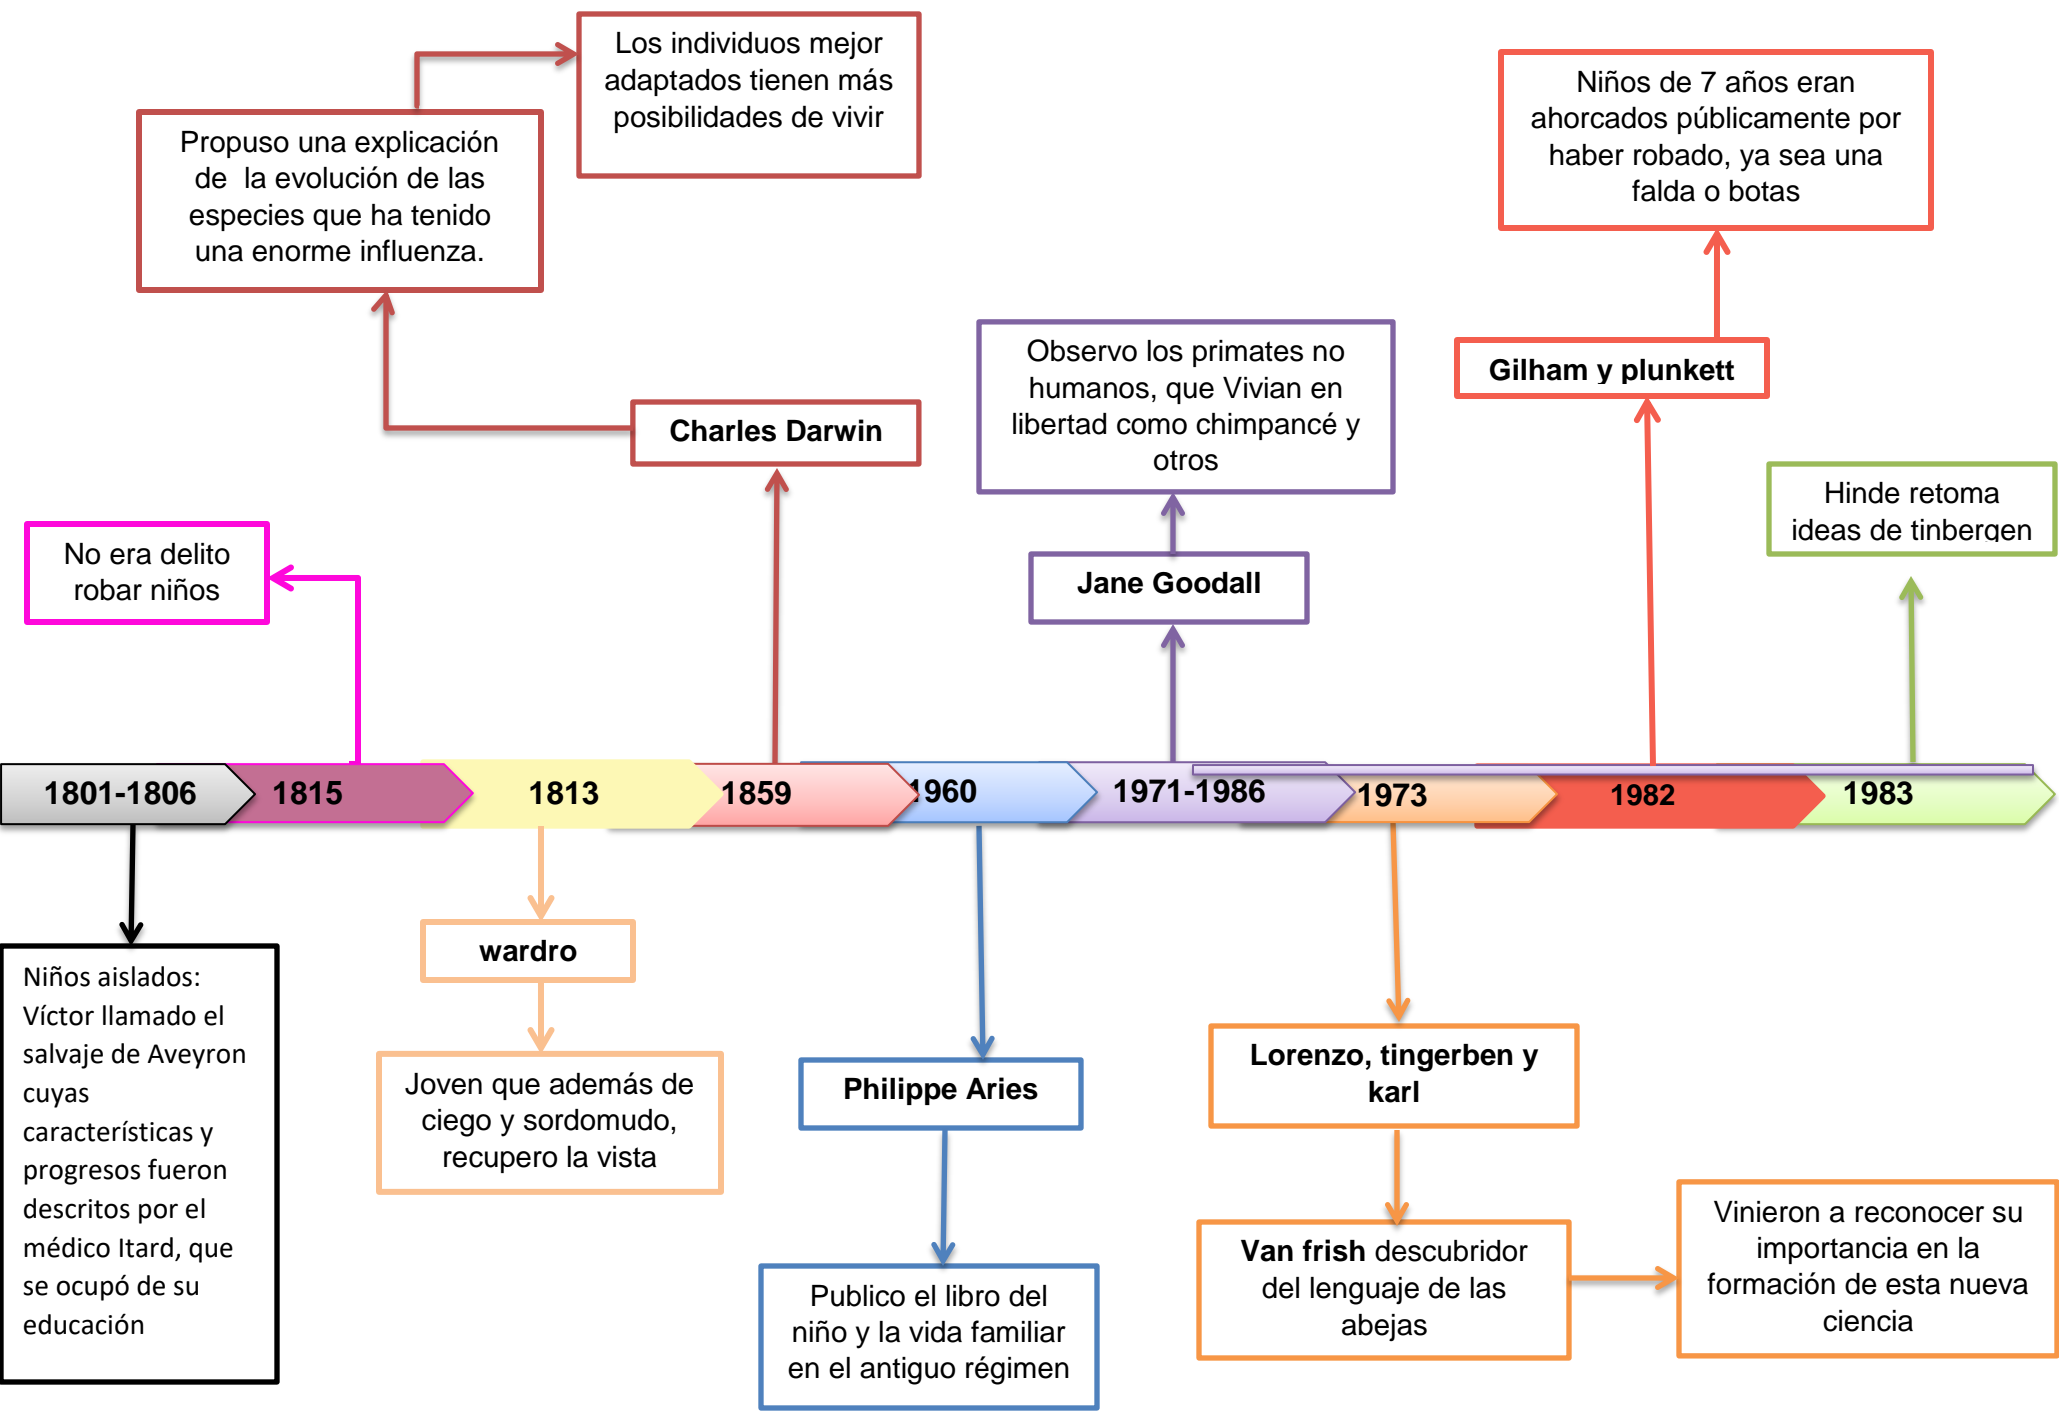 Los individuos mejor
adaptados tienen más
posibilidades de vivir
Propuso una explicación
de  la evolución de las
especies que ha tenido
una enorme influenza.
Niños de 7 años eran
ahorcados públicamente por
haber robado, ya sea una
falda o botas
Gilham y plunkett
Observo los primates no
humanos, que Vivian en
libertad como chimpancé y
otros
Charles Darwin
Hinde retoma
ideas de tinbergen
No era delito
robar niños
Jane Goodall
1801-1806
1815
1813
1859
1960
1971-1986
1973
1982
1983
wardro
Joven que además de
ciego y sordomudo,
recupero la vista
Niños aislados:
Víctor llamado el
salvaje de Aveyron
cuyas
características y
progresos fueron
descritos por el
médico Itard, que
se ocupó de su
educación
Philippe Aries
Publico el libro del
niño y la vida familiar
en el antiguo régimen
Lorenzo, tingerben y
karl
Van frish descubridor
del lenguaje de las
abejas
Vinieron a reconocer su
importancia en la
formación de esta nueva
ciencia